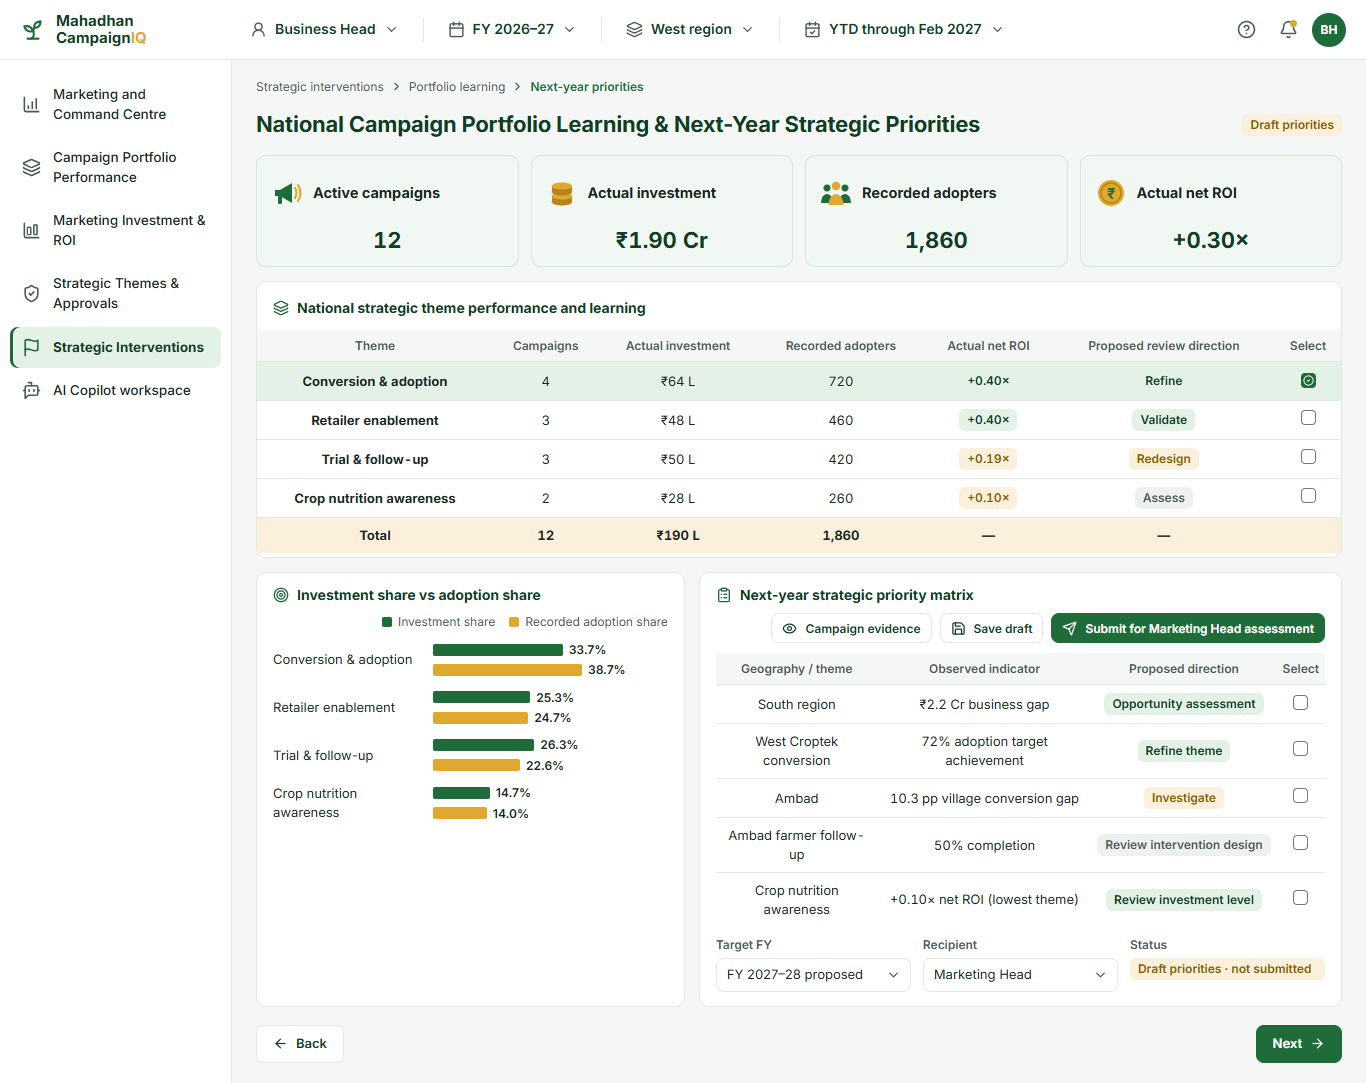 Mahadhan
CampaignIQ
Business Head
FY 2026–27
West region
YTD through Feb 2027
BH
Marketing and
Command Centre
Campaign Portfolio
Performance
Marketing Investment &
ROI
Strategic Themes &
Approvals
Strategic Interventions
AI Copilot workspace
Strategic interventions > Portfolio learning > Next-year priorities
National Campaign Portfolio Learning & Next-Year Strategic Priorities
Draft priorities
Active campaigns
12
Actual investment
₹1.90 Cr
Recorded adopters
1,860
₹
Actual net ROI
+0.30×
National strategic theme performance and learning
Theme Campaigns Actual investment Recorded adopters Actual net ROI Proposed review direction Select
Conversion & adoption 4 ₹64 L 720 +0.40× Refine
Retailer enablement 3 ₹48 L 460 +0.40× Validate
Trial & follow-up 3 ₹50 L 420 +0.19× Redesign
Crop nutrition awareness 2 ₹28 L 260 +0.10× Assess
Total 12 ₹190 L 1,860 — —
Investment share vs adoption share
Investment share Recorded adoption share
Conversion & adoption 33.7%
38.7%
Retailer enablement 25.3%
24.7%
Trial & follow-up 26.3%
22.6%
Crop nutrition
awareness 14.7%
14.0%
Next-year strategic priority matrix
Campaign evidence
Save draft
Submit for Marketing Head assessment
Geography / theme Observed indicator Proposed direction Select
South region ₹2.2 Cr business gap Opportunity assessment
West Croptek
conversion
72% adoption target
achievement
Refine theme
Ambad 10.3 pp village conversion gap Investigate
Ambad farmer follow-
up
50% completion Review intervention design
Crop nutrition
awareness
+0.10× net ROI (lowest theme) Review investment level
Target FY Recipient Status
FY 2027–28 proposed Marketing Head Draft priorities · not submitted
Back
Next